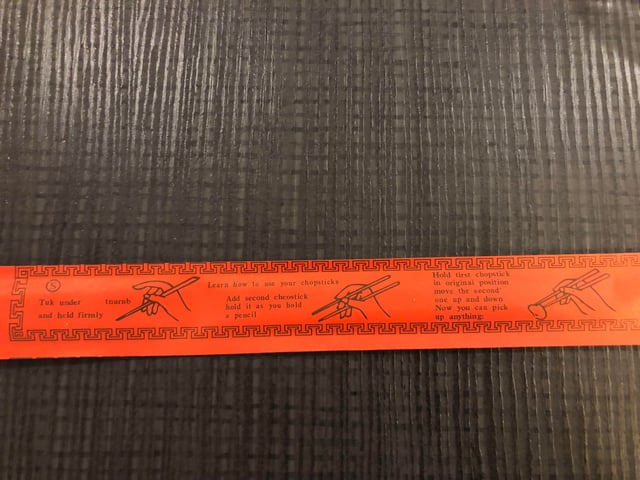 Learn how to use your chopsticks
S
Tuk under tnurnb
and held firmly
Add second chcostick
hold it as you hold
a pencil
Hold first chopstick
in original position
move the second
one up and down
Now you can pick
up anything: